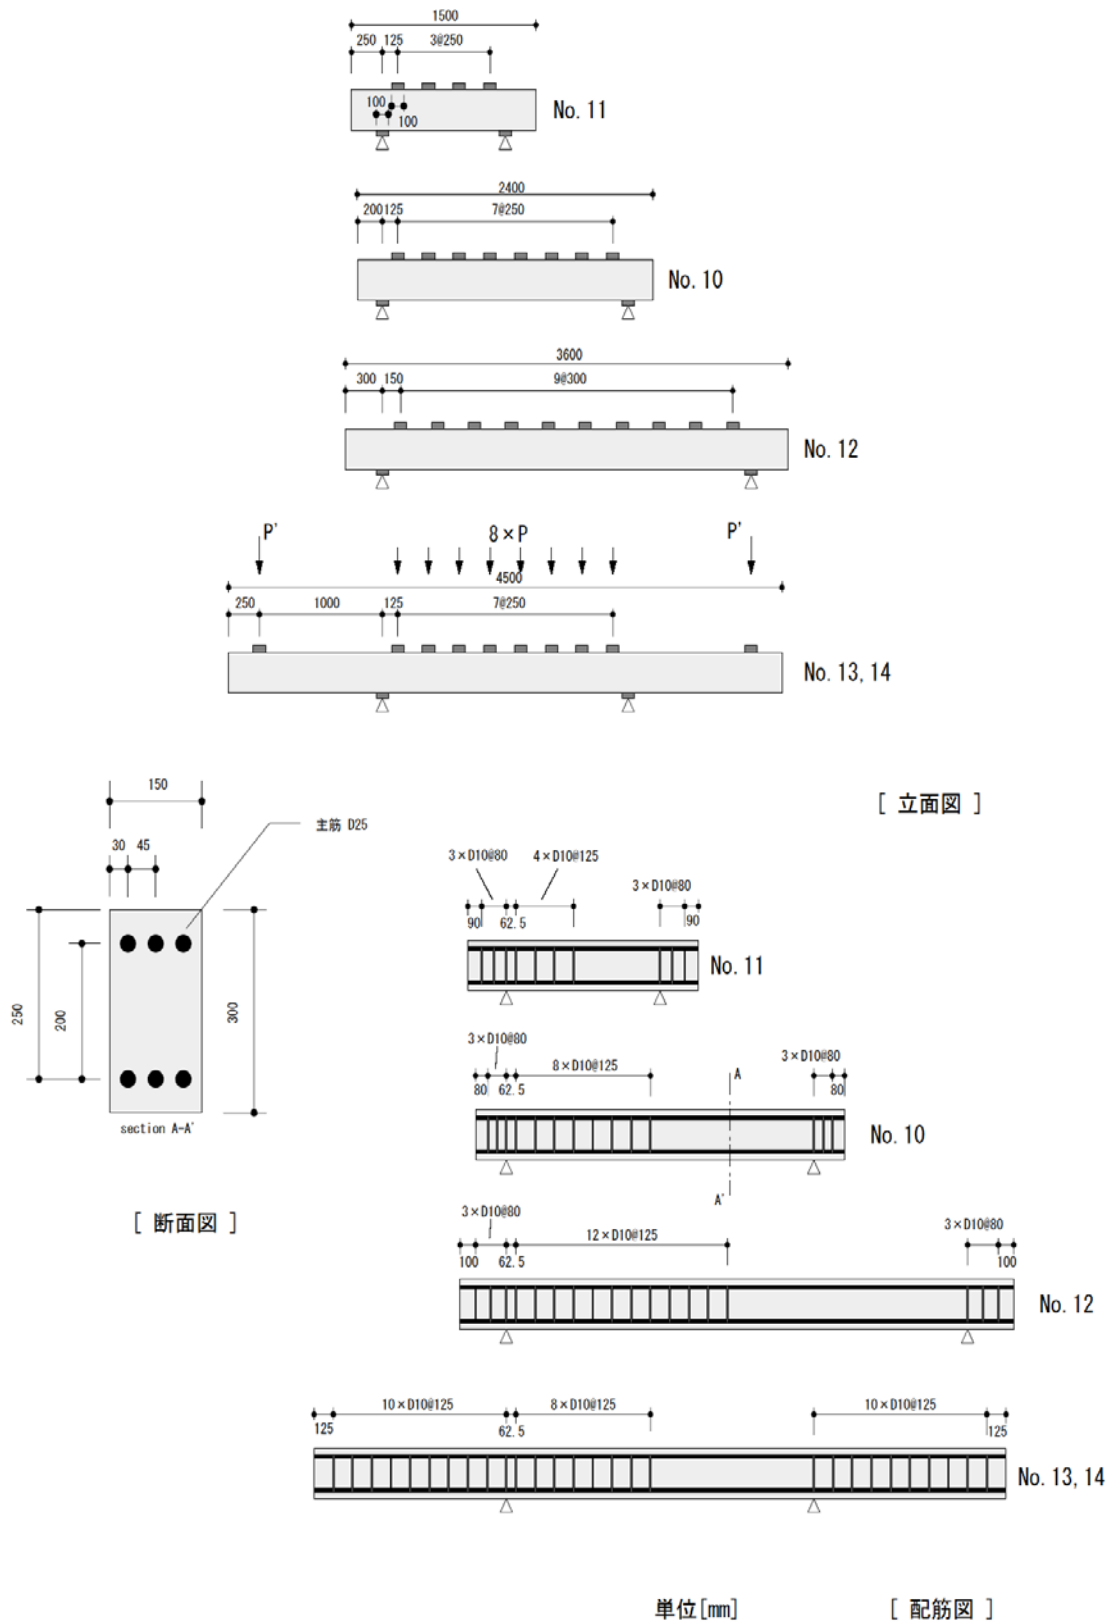 1500
250 125 3@250
100
100
No. 11
2400
200 125 7@250
No. 10
3600
300 150 9@300
No. 12
P' 8×P P'
4500
250 1000 125 7@250
No. 13, 14
[ 立面図 ]
150
主筋 D25
30 45
250
200
300
section A-A'
[ 断面図 ]
3×D10@80 4×D10@125 3×D10@80
90 62.5 90
No. 11
3×D10@80 8×D10@125 3×D10@80
80 62.5 80
A
No. 10
A'
3×D10@80 12×D10@125 3×D10@80
100 62.5 100
No. 12
10×D10@125 8×D10@125 10×D10@125
125 62.5 125
No. 13, 14
単位[mm] [ 配筋図 ]